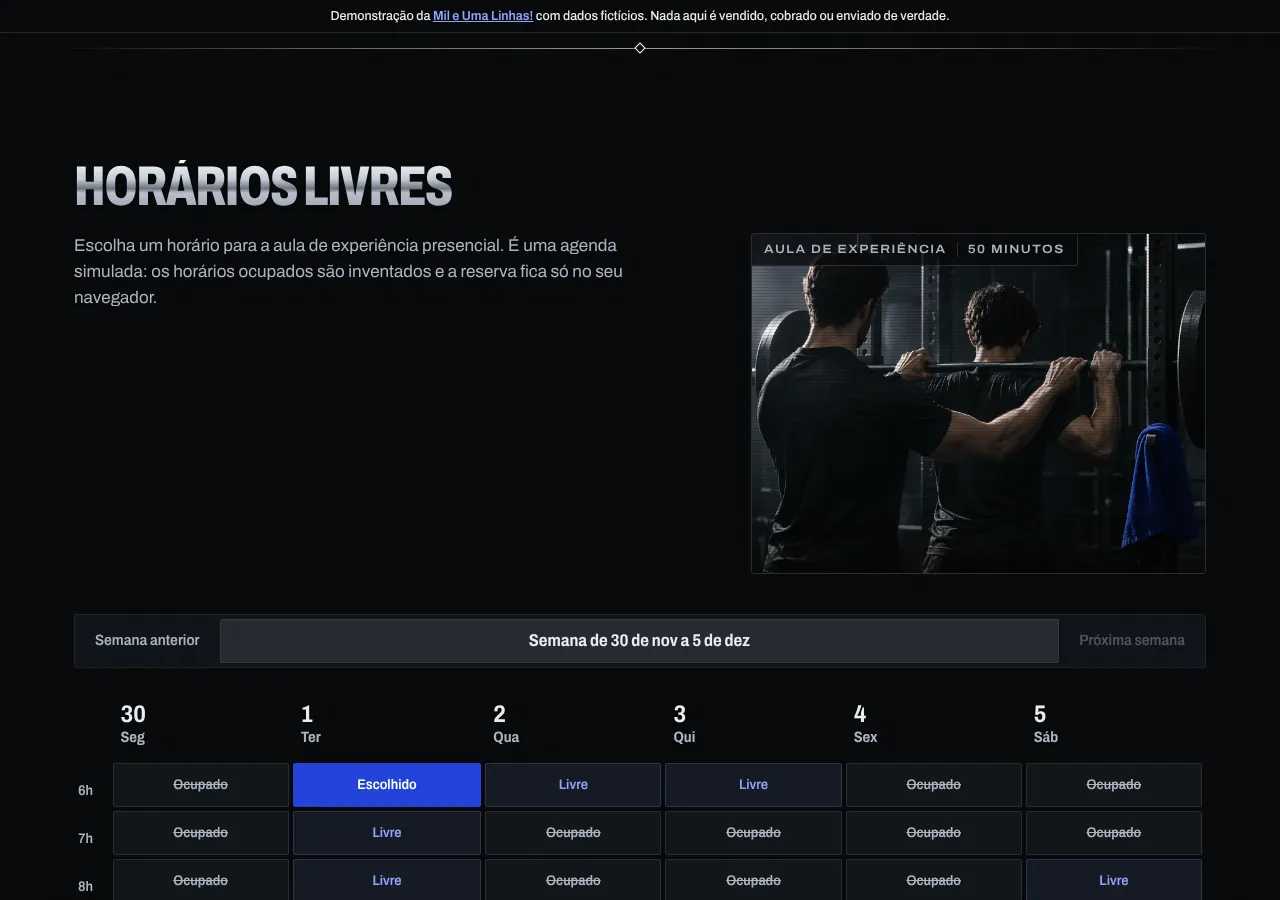 Demonstração da Mil e Uma Linhas! com dados fictícios. Nada aqui é vendido, cobrado ou enviado de verdade.
HORÁRIOS LIVRES
Escolha um horário para a aula de experiência presencial. É uma agenda
simulada: os horários ocupados são inventados e a reserva fica só no seu
navegador.
AULA DE EXPERIÊNCIA 50 MINUTOS
Semana anterior Semana de 30 de nov a 5 de dez Próxima semana
30 1 2 3 4 5
Seg Ter Qua Qui Sex Sáb
6h Ocupado Escolhido Livre Livre Ocupado Ocupado
7h Ocupado Livre Ocupado Ocupado Ocupado Ocupado
8h Ocupado Livre Ocupado Ocupado Ocupado Livre